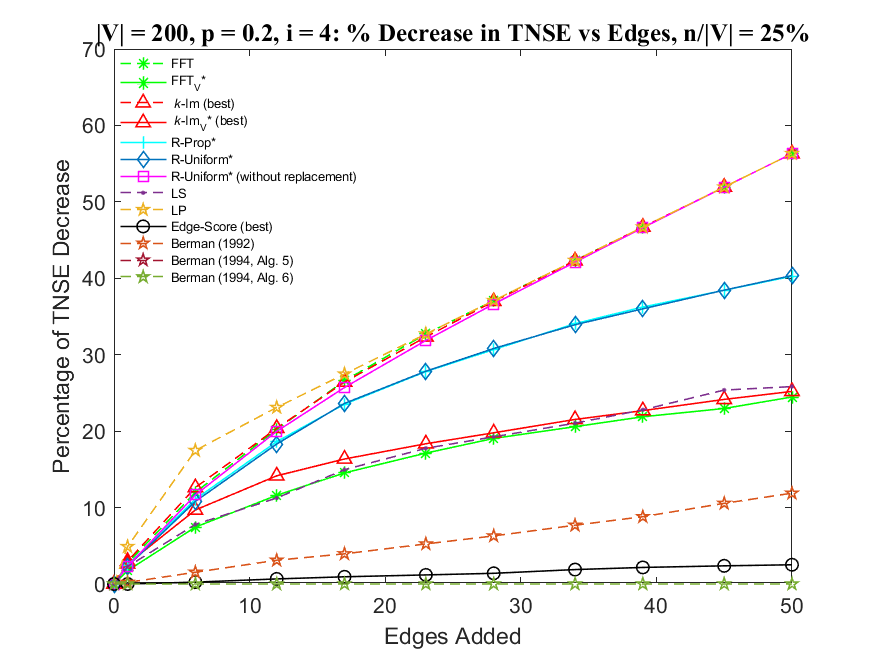 |V| = 200, p = 0.2, i = 4: % Decrease in TNSE vs Edges, n/|V| = 25%
70
60
50
40
30
20
10
0
Percentage of TNSE Decrease
FFT
FFT_V*
k-Im (best)
k-Im_V* (best)
R-Prop*
R-Uniform*
R-Uniform* (without replacement)
LS
LP
Edge-Score (best)
Berman (1992)
Berman (1994, Alg. 5)
Berman (1994, Alg. 6)
0 10 20 30 40 50
Edges Added